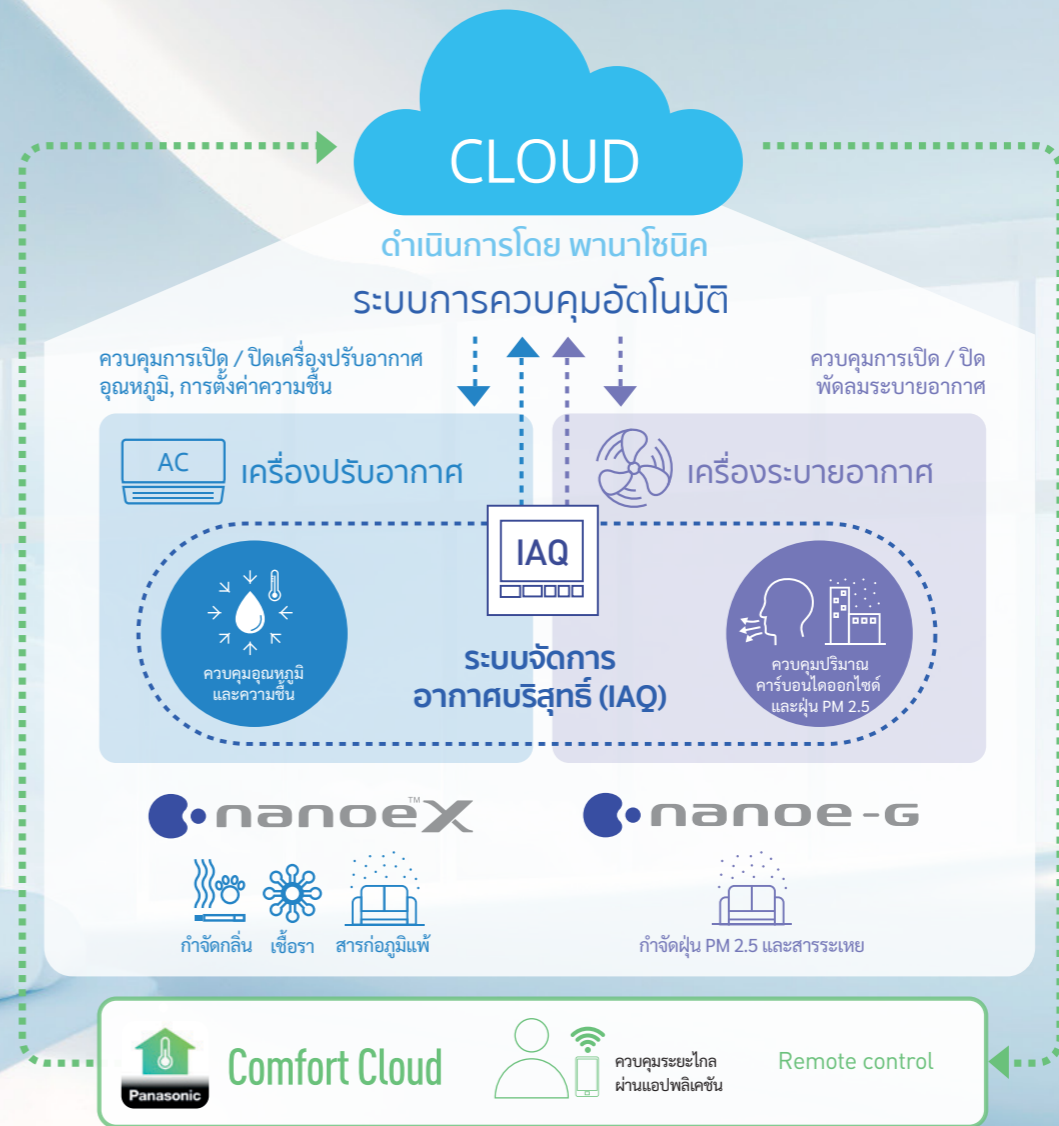 CLOUD
ดำเนินการโดย พานาโซนิค
ระบบการควบคุมอัตโนมัติ
ควบคุมการเปิด / ปิดเครื่องปรับอากาศ
อุณหภูมิ, การตั้งค่าความชื้น
ควบคุมการเปิด / ปิด
พัดลมระบายอากาศ
AC
เครื่องปรับอากาศ
เครื่องระบายอากาศ
IAQ
ควบคุมอุณหภูมิ
และความชื้น
ระบบจัดการ
อากาศบริสุทธิ์ (IAQ)
ควบคุมปริมาณ
คาร์บอนไดออกไซด์
และฝุ่น PM 2.5
nanoe™X
nanoe-G
กำจัดกลิ่น
เชื้อรา
สารก่อภูมิแพ้
กำจัดฝุ่น PM 2.5 และสารระเหย
Panasonic
Comfort Cloud
ควบคุมระยะไกล
ผ่านแอปพลิเคชัน
Remote control